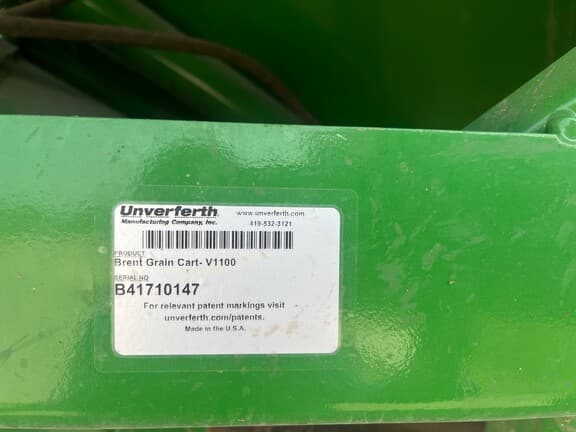 Unverferth www.unverferth.com
Manufacturing Company, Inc. 419-532-3121
PRODUCT
Brent Grain Cart- V1100
SERIAL NO
B41710147
For relevant patent markings visit
unverferth.com/patents.
Made in the U.S.A.